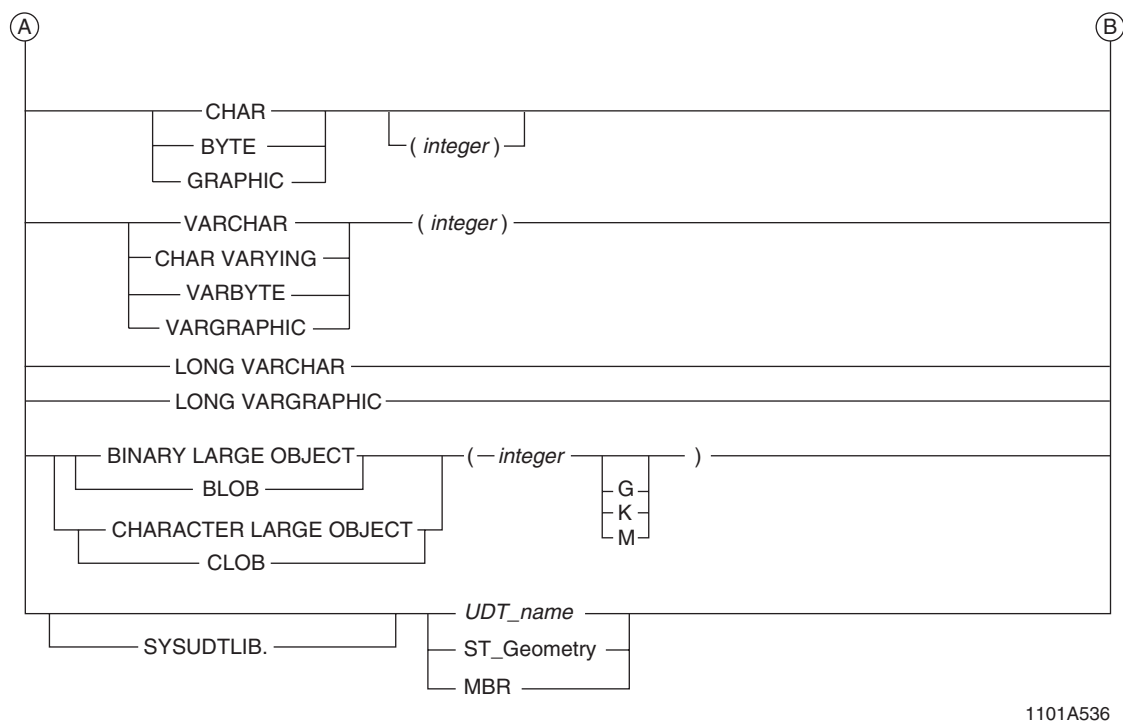 A B
CHAR
BYTE ( integer )
GRAPHIC
VARCHAR ( integer )
CHAR VARYING
VARBYTE
VARGRAPHIC
LONG VARCHAR
LONG VARGRAPHIC
BINARY LARGE OBJECT ( integer )
BLOB G
K
CHARACTER LARGE OBJECT M
CLOB
UDT_name
SYSUDTLIB. ST_Geometry
MBR
1101A536